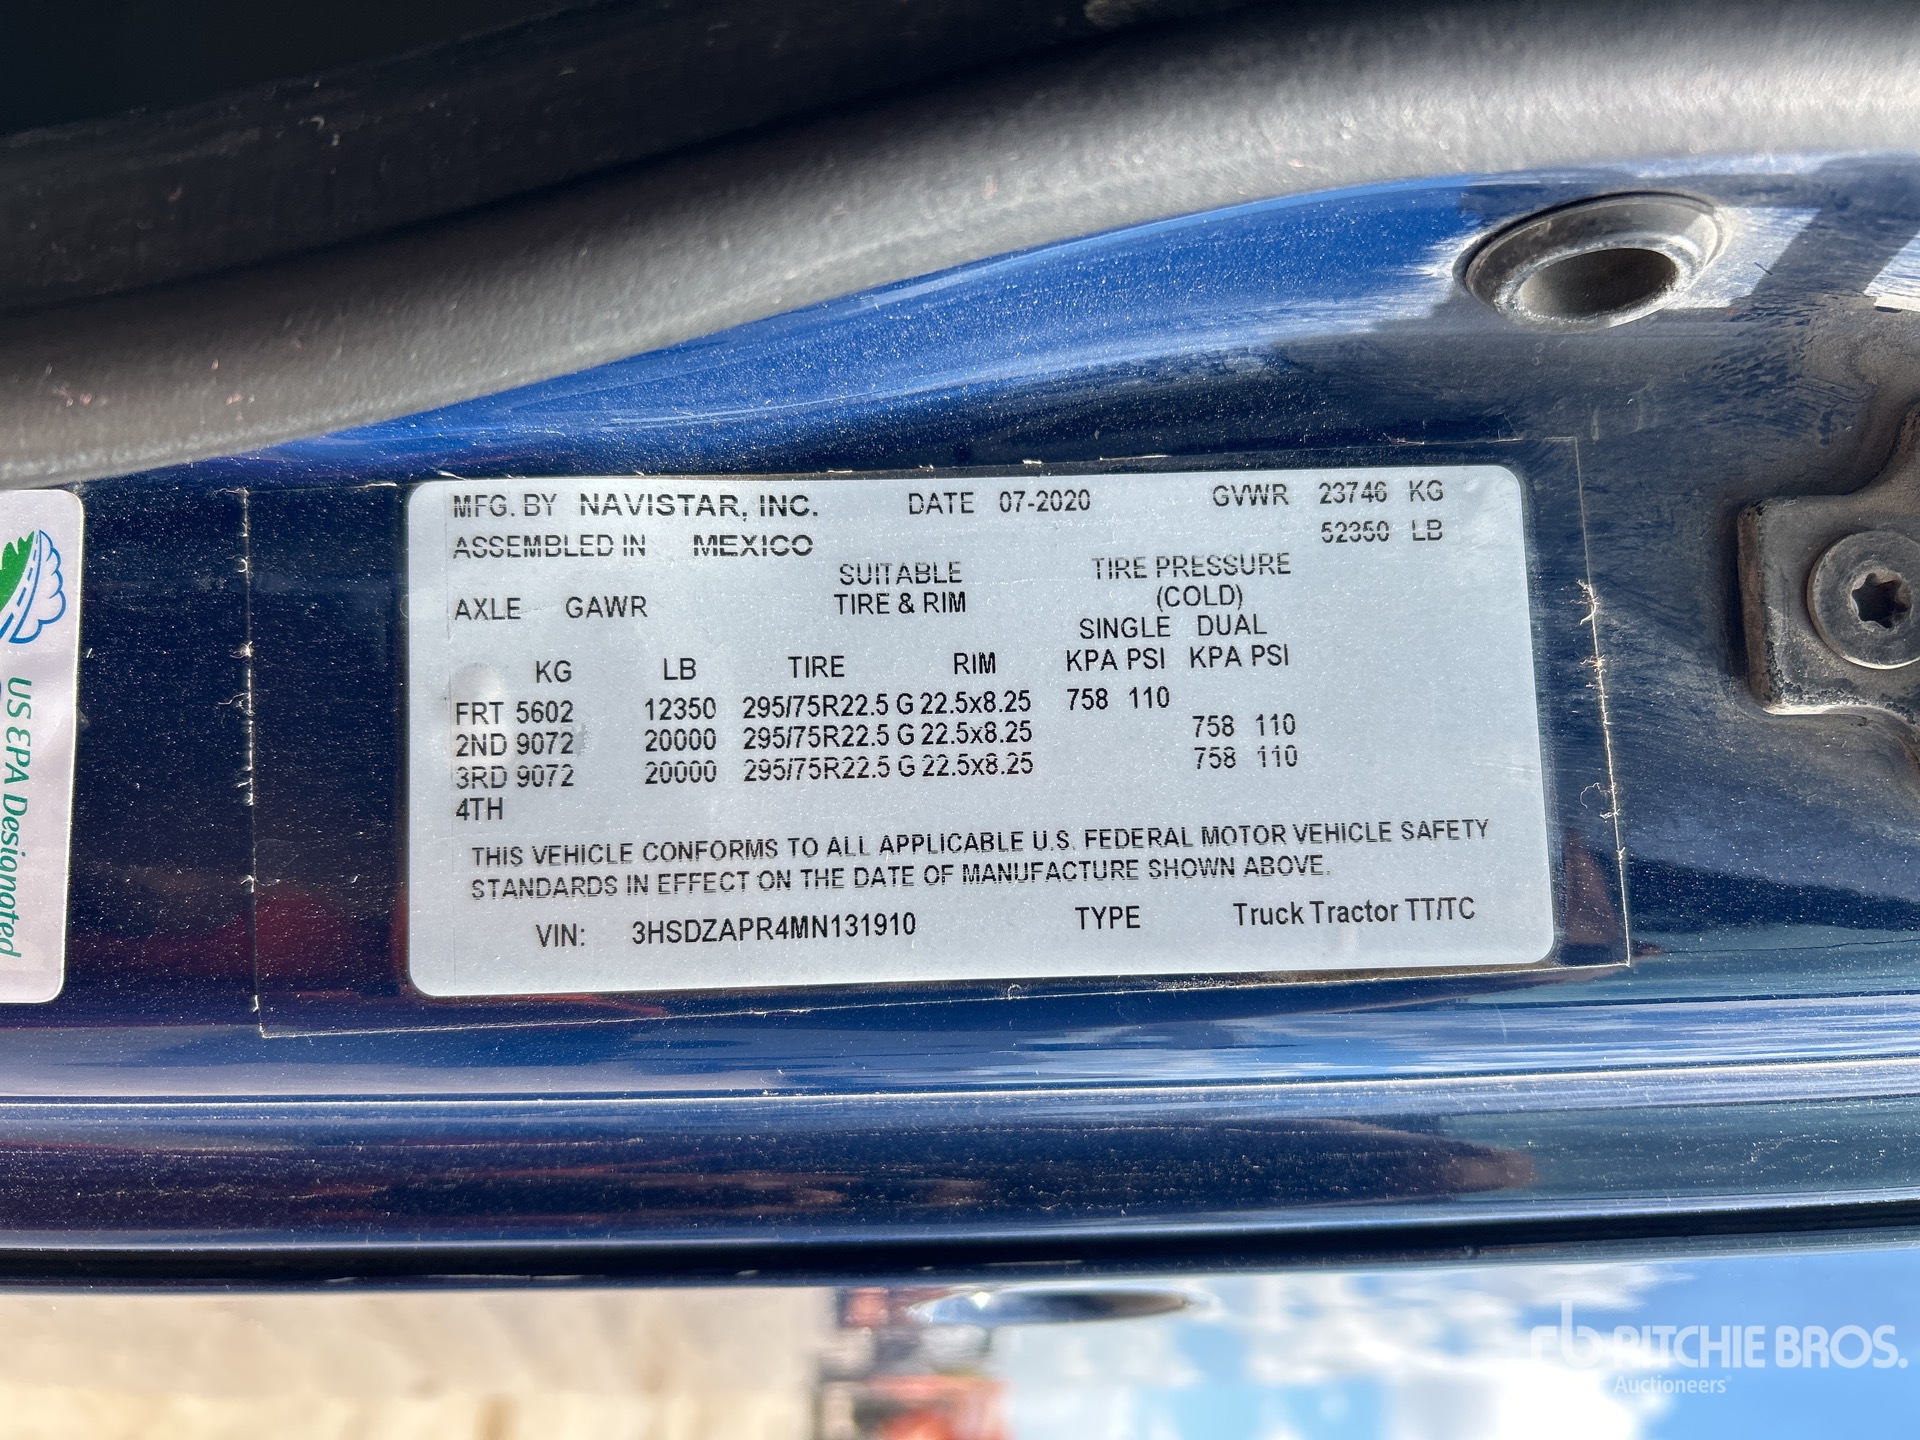 MFG. BY NAVISTAR, INC. DATE 07-2020 GVWR 23746 KG
52350 LB
ASSEMBLED IN MEXICO
SUITABLE TIRE PRESSURE
AXLE GAWR TIRE & RIM (COLD)
SINGLE DUAL
KG LB TIRE RIM KPA PSI KPA PSI
FRT 5602 12350 295/75R22.5 G 22.5x8.25 758 110
2ND 9072 20000 295/75R22.5 G 22.5x8.25 758 110
3RD 9072 20000 295/75R22.5 G 22.5x8.25 758 110
4TH
THIS VEHICLE CONFORMS TO ALL APPLICABLE U.S. FEDERAL MOTOR VEHICLE SAFETY
STANDARDS IN EFFECT ON THE DATE OF MANUFACTURE SHOWN ABOVE.
VIN: 3HSDZAPR4MN131910 TYPE Truck Tractor TT/TC
US EPA Designated
rb RITCHIE BROS.
Auctioneers